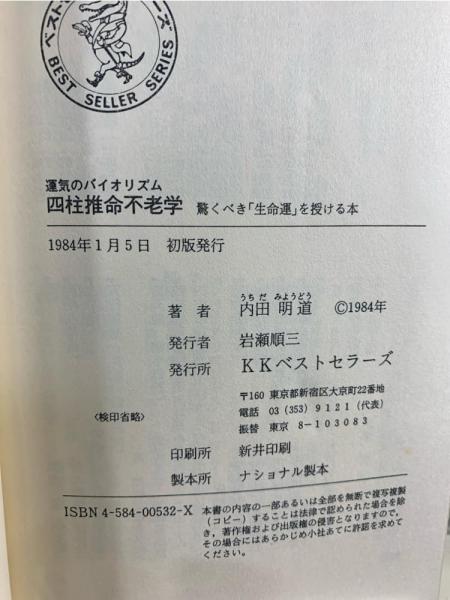 BEST SELLER SERIES
運気のバイオリズム
四柱推命不老学 驚くべき「生命運」を授ける本
1984年1月5日 初版発行
うちだ みようどう
著者 内田 明道 ©1984年
発行者 岩瀬順三
発行所 KKベストセラーズ
〒160 東京都新宿区大京町22番地
電話 03(353)9121(代表)
振替 東京 8-103083
〈検印省略〉
印刷所 新井印刷
製本所 ナショナル製本
ISBN 4-584-00532-X
本書の内容の一部あるいは全部を無断で複写複製
(コピー)することは法律で認められた場合を除
き、著作権および出版権の侵害となりますので、
その場合にはあらかじめ小社あてに許諾を求めて
ください。